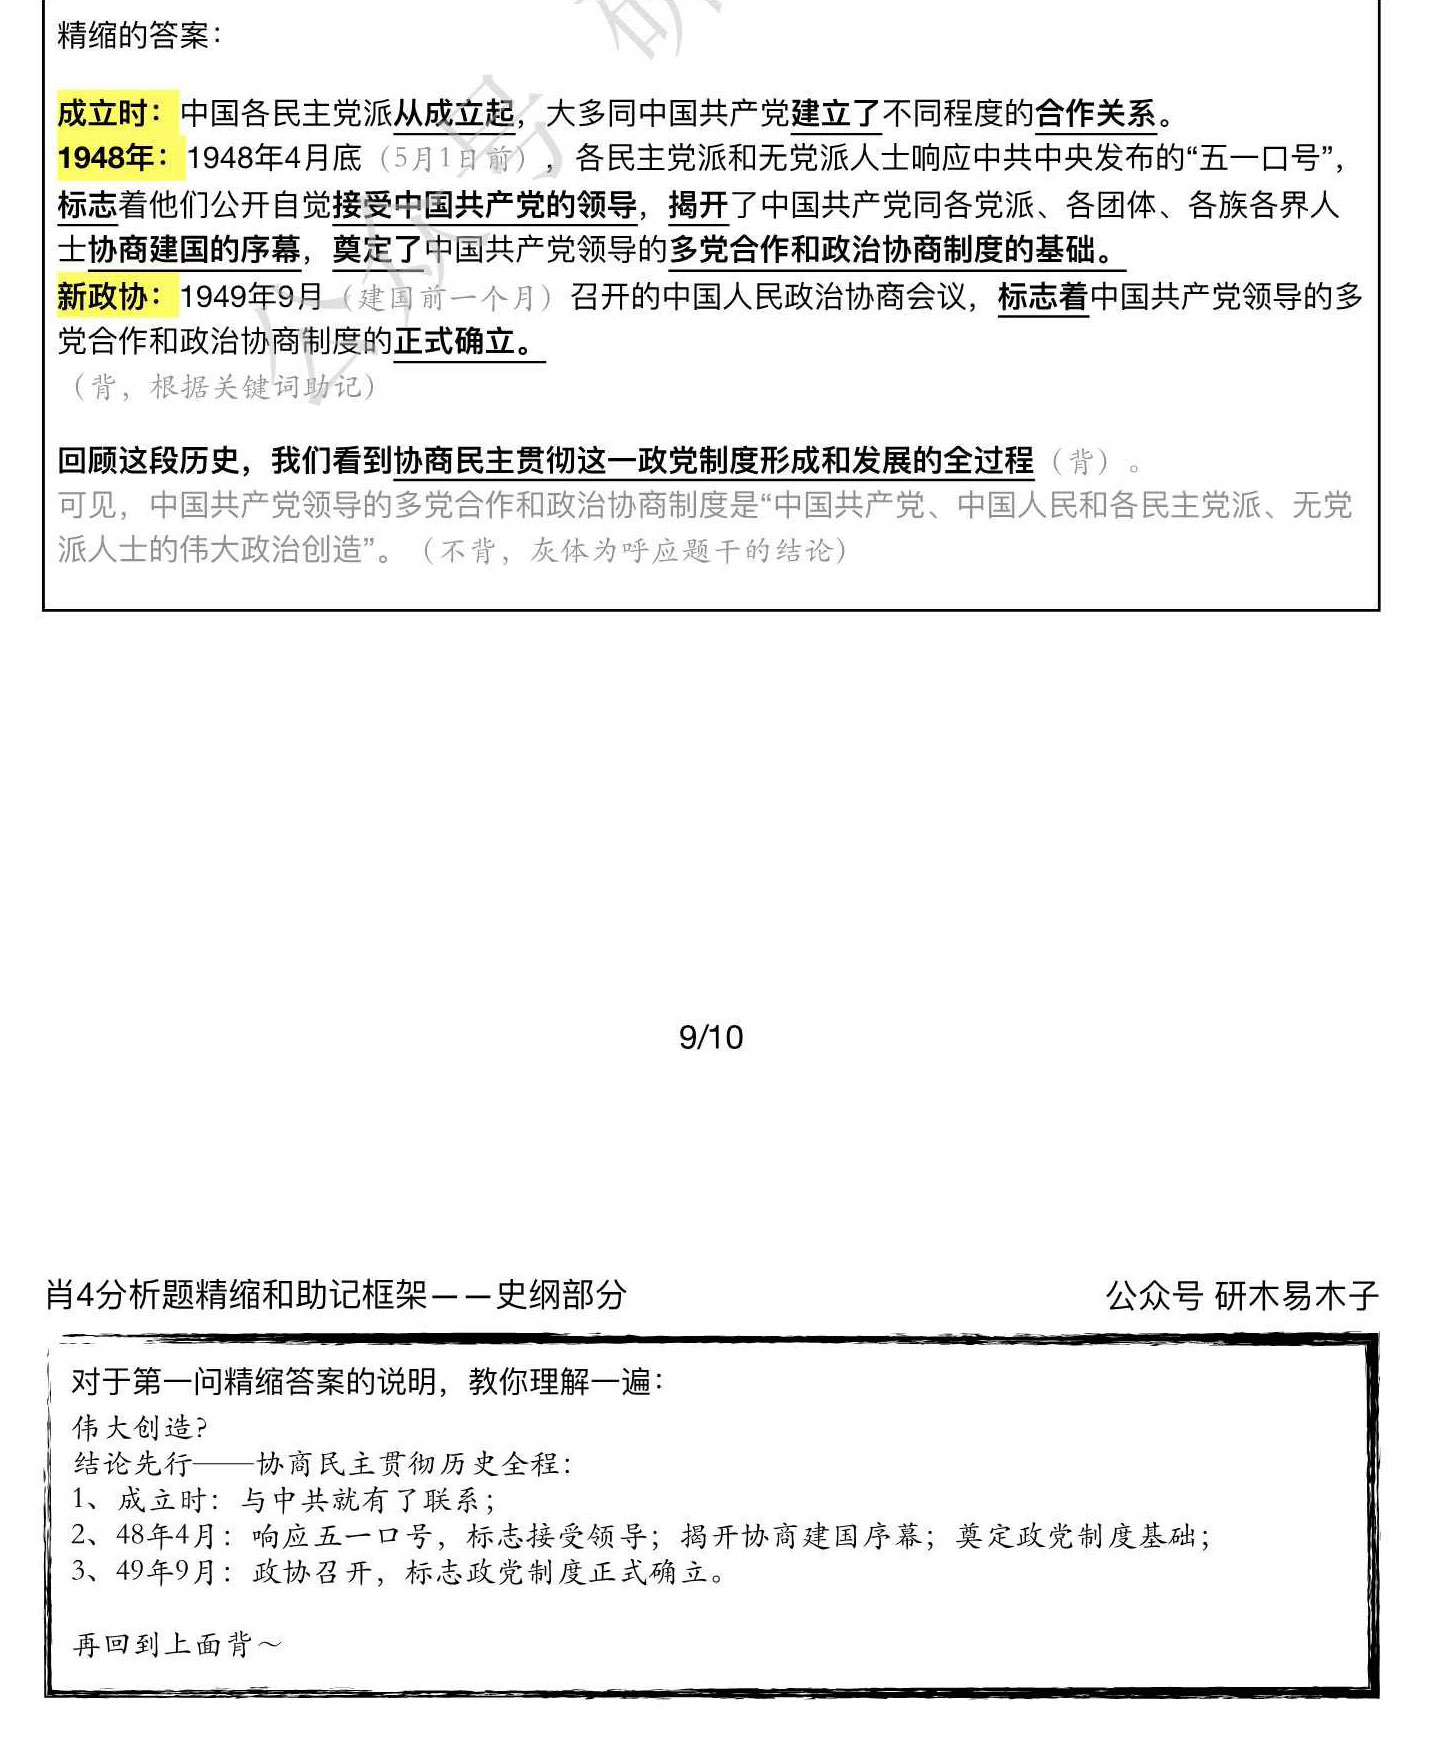 精缩的答案：
成立时：中国各民主党派从成立起，大多同中国共产党建立了不同程度的合作关系。
1948年：1948年4月底（5月1日前），各民主党派和无党派人士响应中共中央发布的“五一口号”，
标志着他们公开自觉接受中国共产党的领导，揭开了中国共产党同各党派、各团体、各族各界人
士协商建国的序幕，奠定了中国共产党领导的多党合作和政治协商制度的基础。
新政协：1949年9月（建国前一个月）召开的中国人民政治协商会议，标志着中国共产党领导的多
党合作和政治协商制度的正式确立。
（背，根据关键词助记）
回顾这段历史，我们看到协商民主贯彻这一政党制度形成和发展的全过程（背）。
可见，中国共产党领导的多党合作和政治协商制度是“中国共产党、中国人民和各民主党派、无党
派人士的伟大政治创造”。（不背，灰体为呼应题干的结论）
公众号 研
9/10
肖4分析题精缩和助记框架——史纲部分
公众号 研木易木子
对于第一问精缩答案的说明，教你理解一遍：
伟大创造？
结论先行——协商民主贯彻历史全程：
1、成立时：与中共就有了联系；
2、48年4月：响应五一口号，标志接受领导；揭开协商建国序幕；奠定政党制度基础；
3、49年9月：政协召开，标志政党制度正式确立。
再回到上面背～